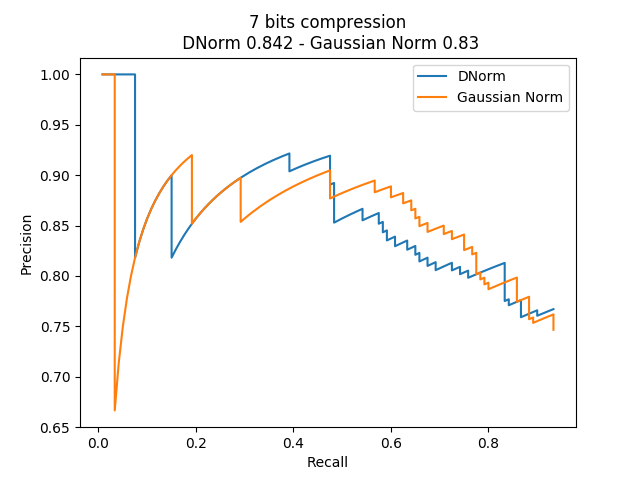 7 bits compression
DNorm 0.842 - Gaussian Norm 0.83
DNorm
Gaussian Norm
1.00
0.95
0.90
0.85
0.80
0.75
0.70
0.65
Precision
0.0 0.2 0.4 0.6 0.8
Recall